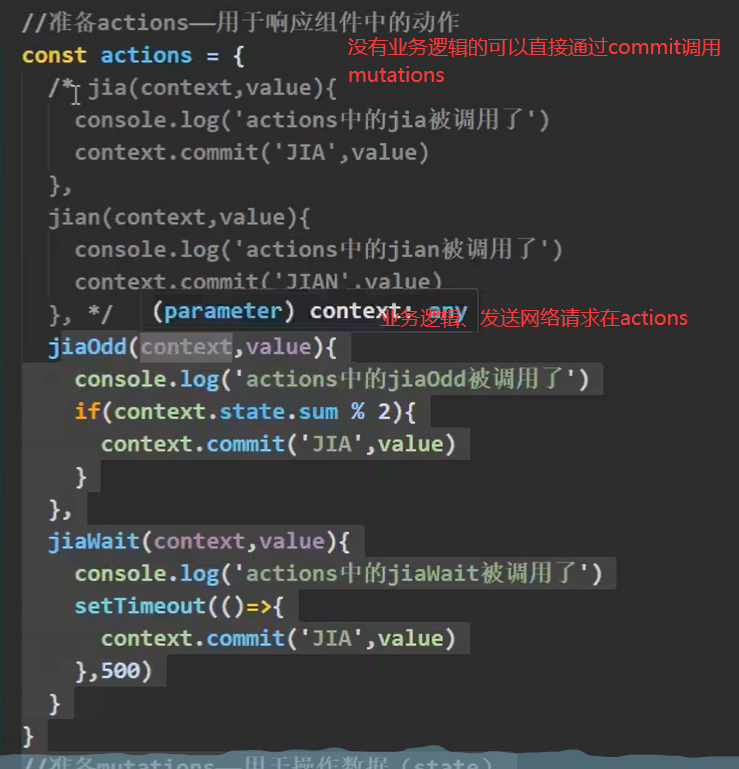 //准备actions——用于响应组件中的动作
const actions = {
没有业务逻辑的可以直接通过commit调用
mutations
/* jia(context,value){
console.log('actions中的jia被调用了')
context.commit('JIA',value)
},
jian(context,value){
console.log('actions中的jian被调用了')
context.commit('JIAN',value)
}, */
(parameter) context: any
业务逻辑、发送网络请求在actions
jiaOdd(context,value){
console.log('actions中的jiaOdd被调用了')
if(context.state.sum % 2){
context.commit('JIA',value)
}
},
jiaWait(context,value){
console.log('actions中的jiaWait被调用了')
setTimeout(()=>{
context.commit('JIA',value)
},500)
}
}
//准备mutations——用于操作数据（state）